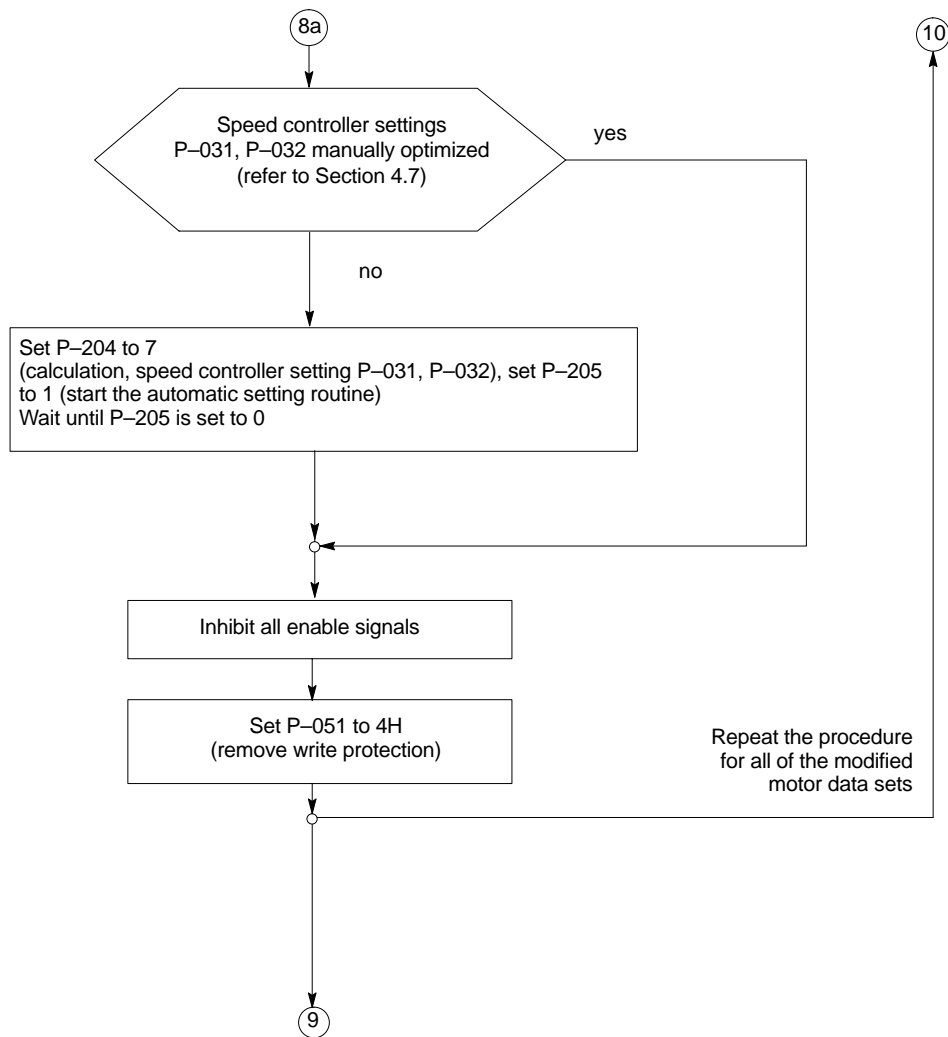 8a
10
Speed controller settings
P–031, P–032 manually optimized
(refer to Section 4.7)
yes
no
Set P–204 to 7
(calculation, speed controller setting P–031, P–032), set P–205
to 1 (start the automatic setting routine)
Wait until P–205 is set to 0
Inhibit all enable signals
Set P–051 to 4H
(remove write protection)
Repeat the procedure
for all of the modified
motor data sets
9